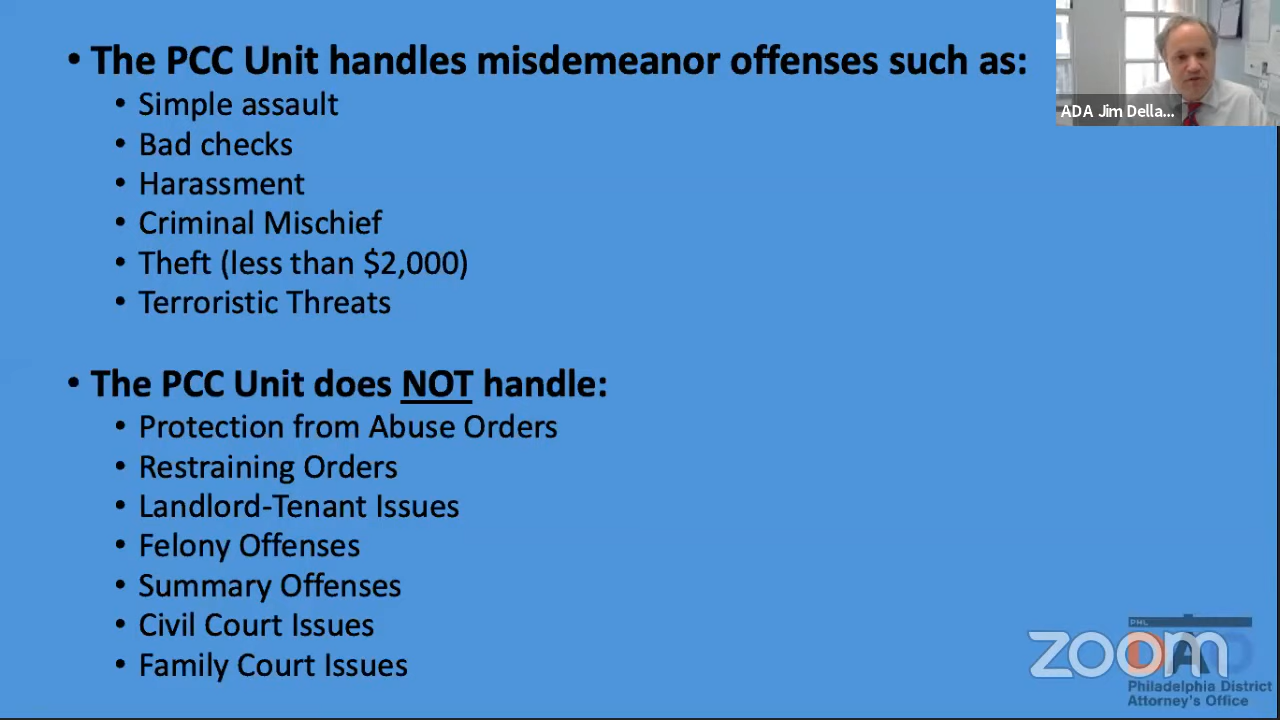 • The PCC Unit handles misdemeanor offenses such as:
• Simple assault
• Bad checks
• Harassment
• Criminal Mischief
• Theft (less than $2,000)
• Terroristic Threats
• The PCC Unit does NOT handle:
• Protection from Abuse Orders
• Restraining Orders
• Landlord-Tenant Issues
• Felony Offenses
• Summary Offenses
• Civil Court Issues
• Family Court Issues
ADA Jim Della...
PHL
DAO
zoom
Philadelphia District
Attorney's Office